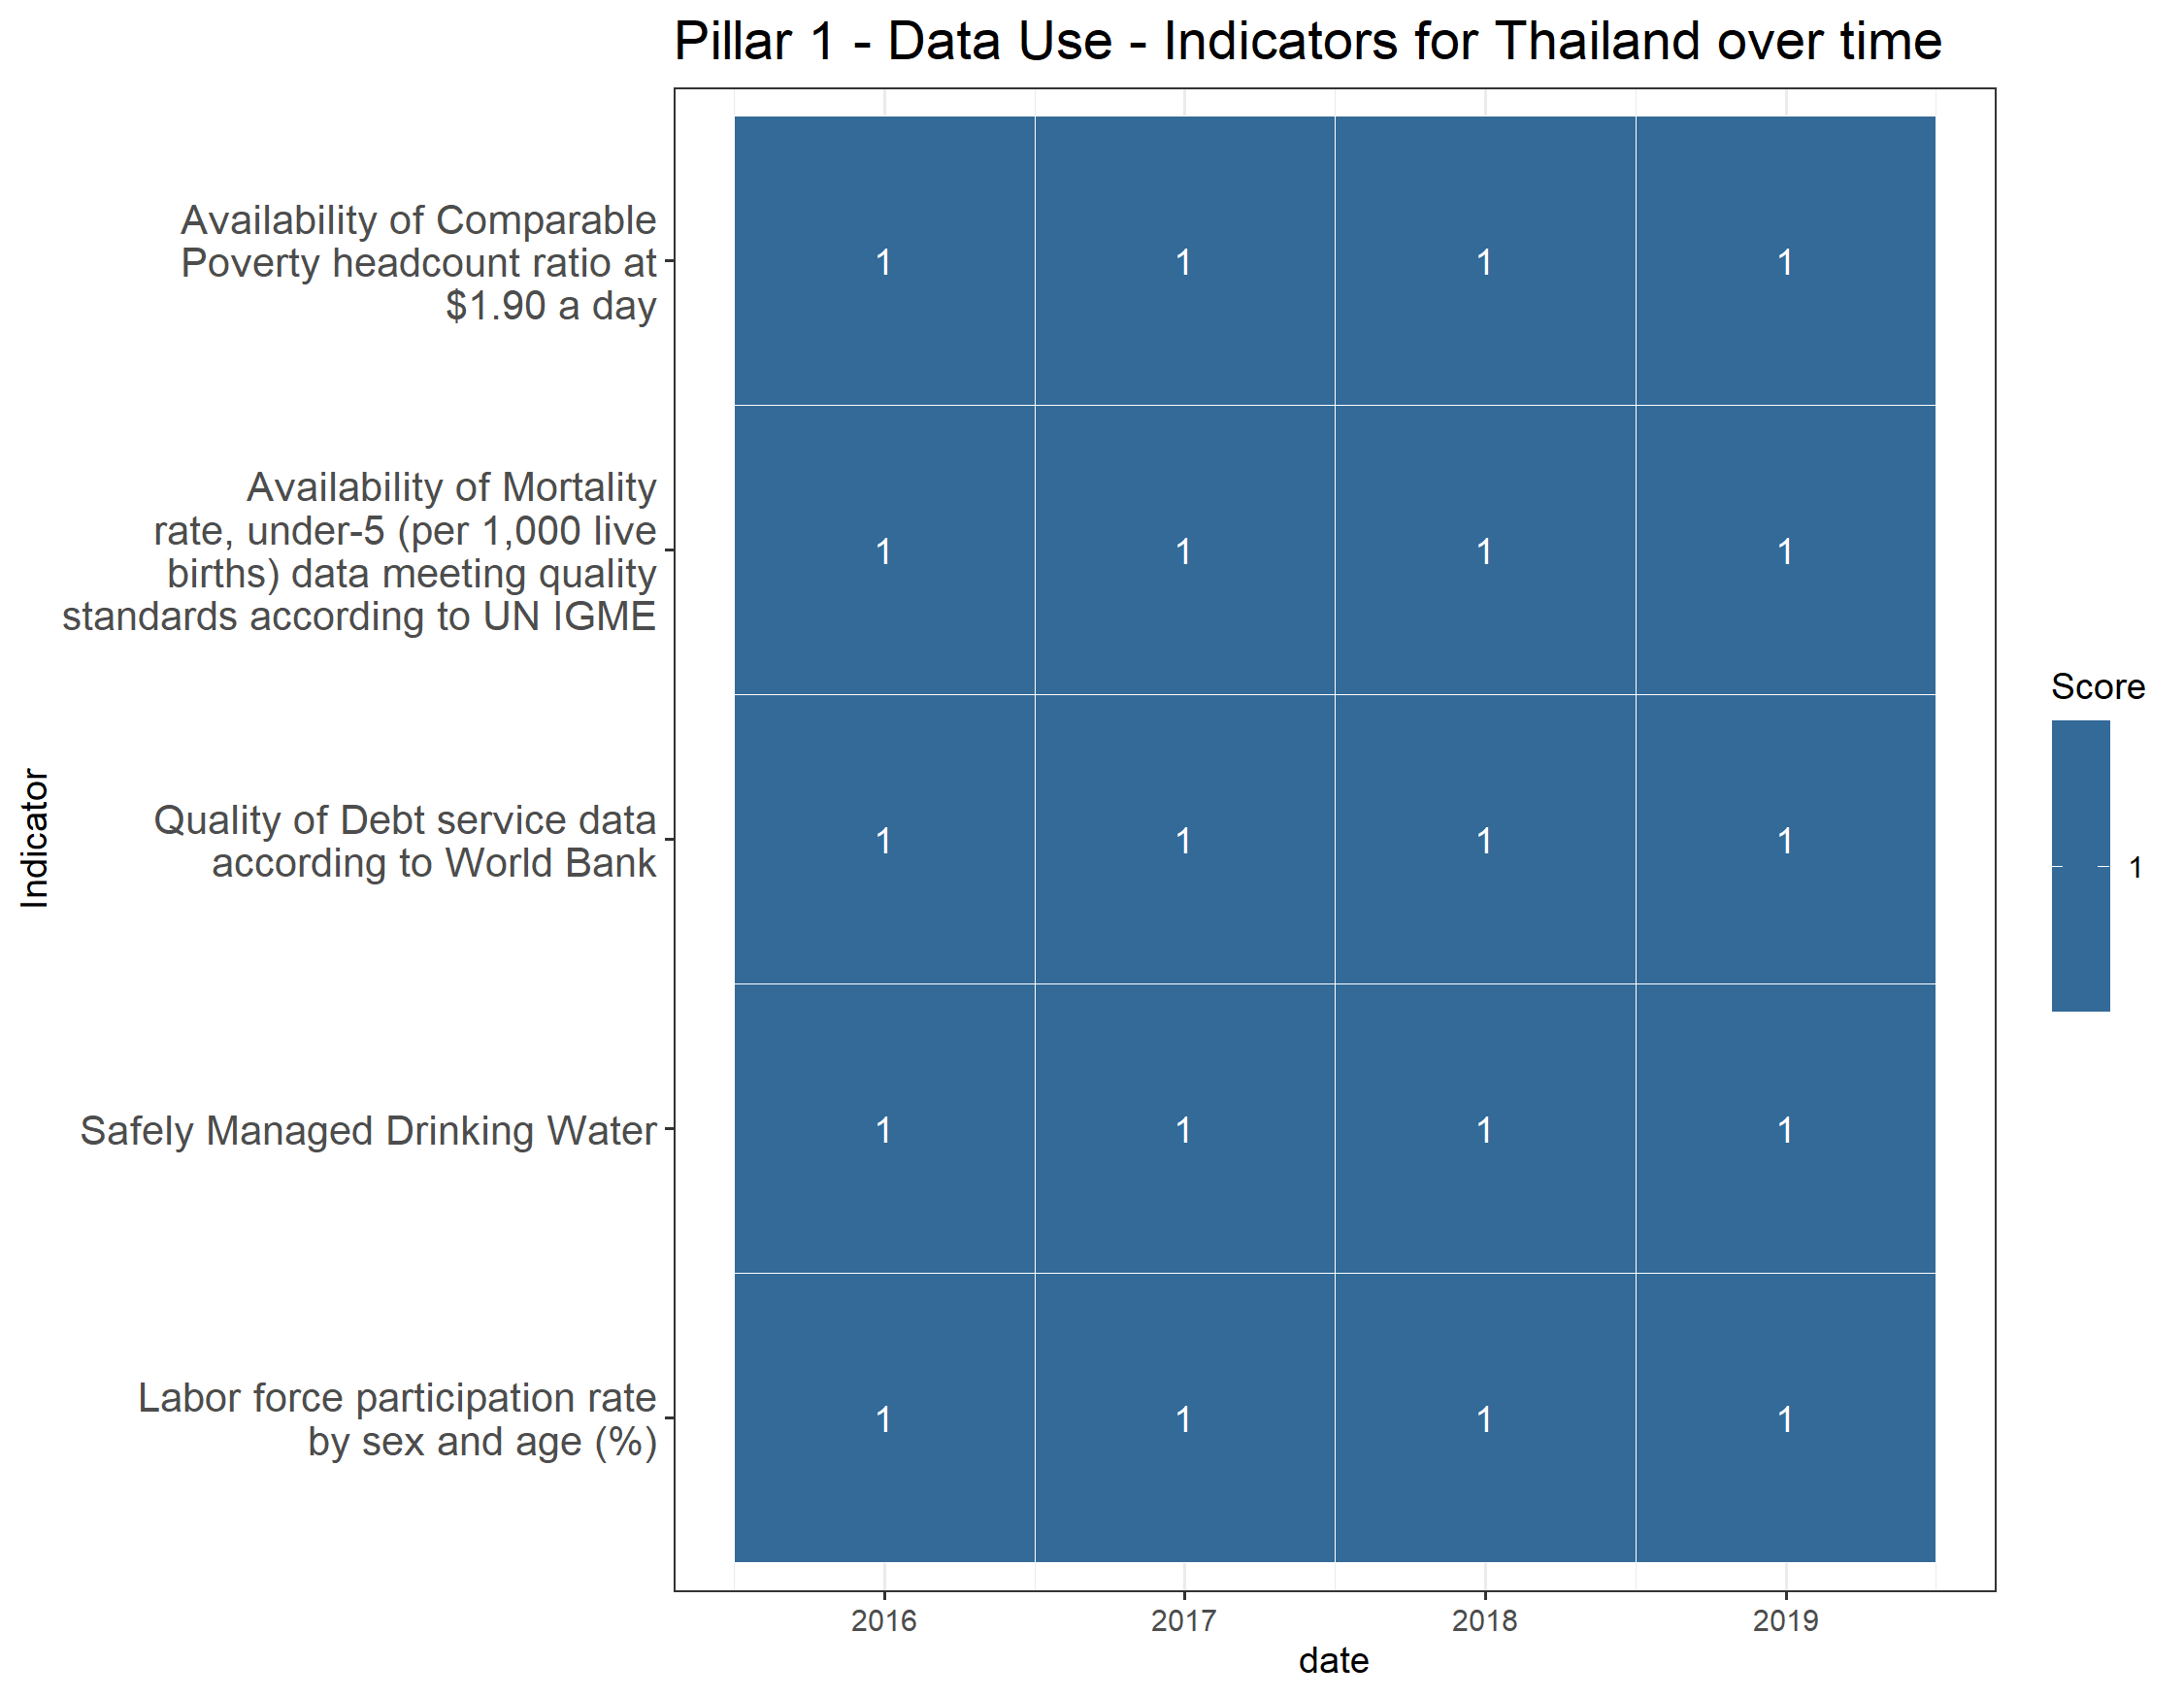 Pillar 1 - Data Use - Indicators for Thailand over time
Indicator
Availability of Comparable
Poverty headcount ratio at
$1.90 a day
1 1 1 1
Availability of Mortality
rate, under-5 (per 1,000 live
births) data meeting quality
standards according to UN IGME
1 1 1 1
Quality of Debt service data
according to World Bank
1 1 1 1
Safely Managed Drinking Water
1 1 1 1
Labor force participation rate
by sex and age (%)
1 1 1 1
2016 2017 2018 2019
date
Score
1